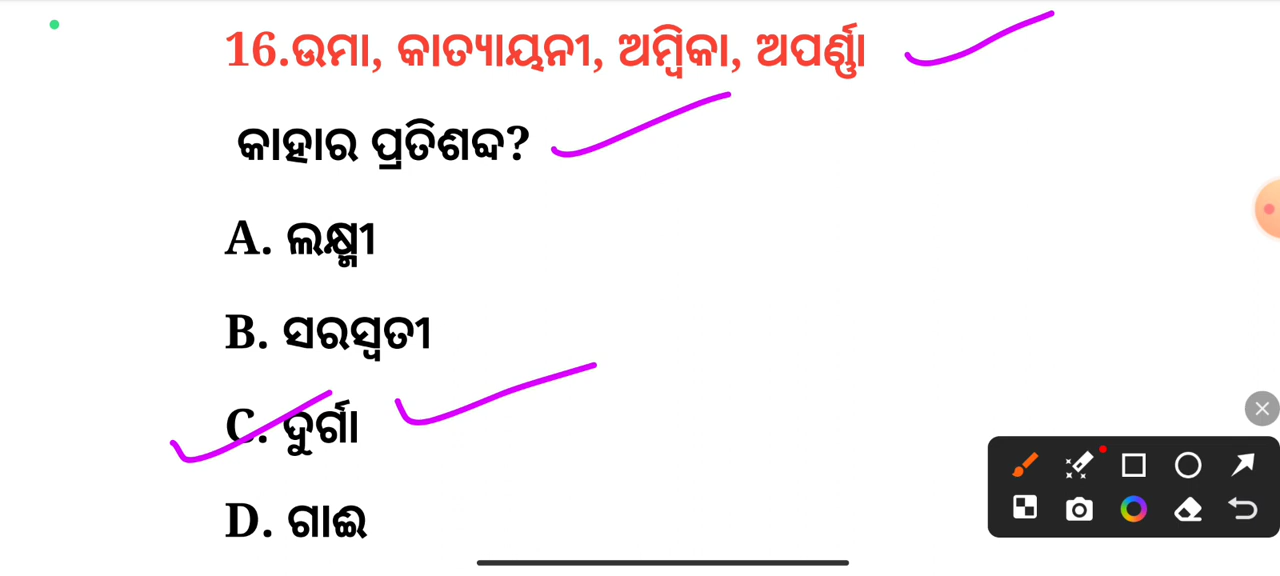 16.ଉମା, କାତ୍ୟାୟନୀ, ଅମ୍ବିକା, ଅପର୍ଣ୍ଣା
କାହାର ପ୍ରତିଶବ୍ଦ?
A. ଲକ୍ଷ୍ମୀ
B. ସରସ୍ୱତୀ
C. ଦୁର୍ଗା
D. ଗାଈ